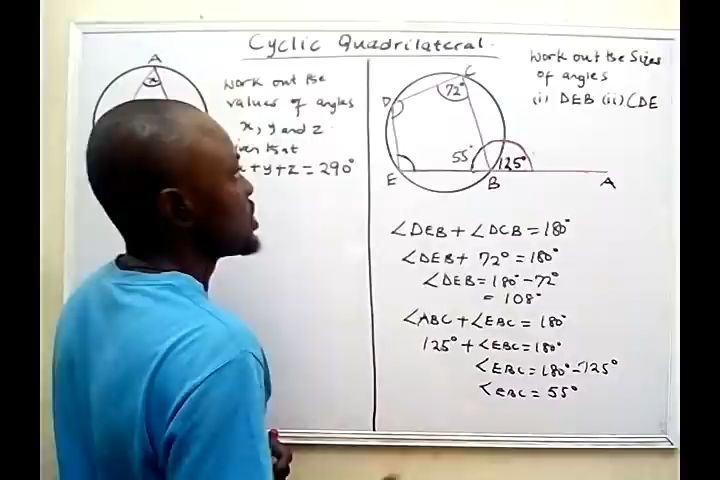 Cyclic Quadrilateral.
A
x
Work out the
values of angles
x, y and z.
that
+y+z = 290°
Work out the Sizes
of angles
(i) DEB (ii) CDE
C
72°
D
55°
125°
E
B
A
∠DEB + ∠DCB = 180°
∠DEB + 72° = 180°
∠DEB = 180° - 72°
= 108°
∠ABC + ∠EBC = 180°
125° + ∠EBC = 180°
∠EBC = 180° - 125°
∠EBC = 55°